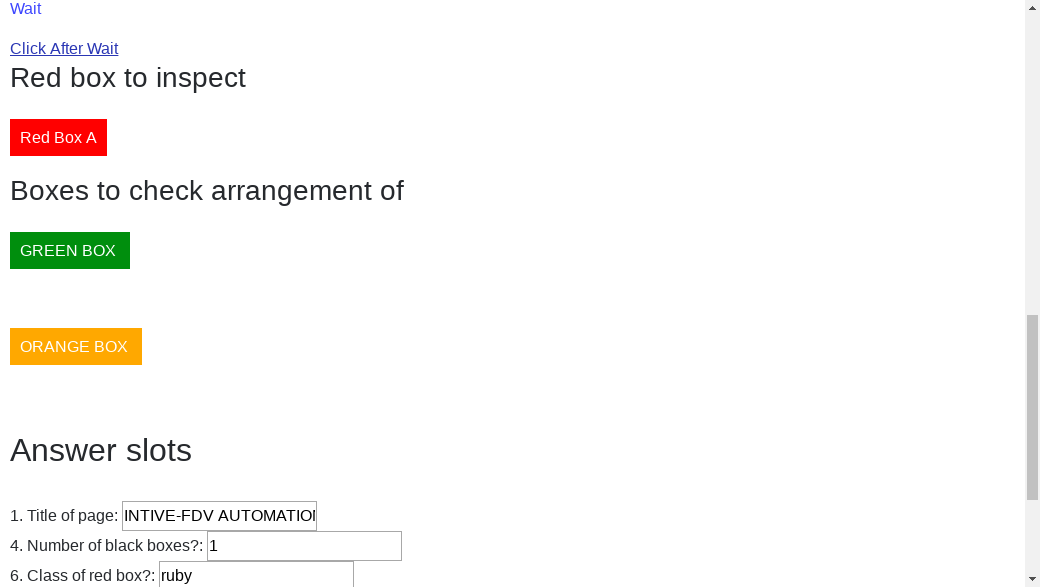 Wait
Click After Wait
Red box to inspect
Red Box A
Boxes to check arrangement of
GREEN BOX
ORANGE BOX
Answer slots
1. Title of page: INTIVE-FDV AUTOMATION
4. Number of black boxes?: 1
6. Class of red box?: ruby